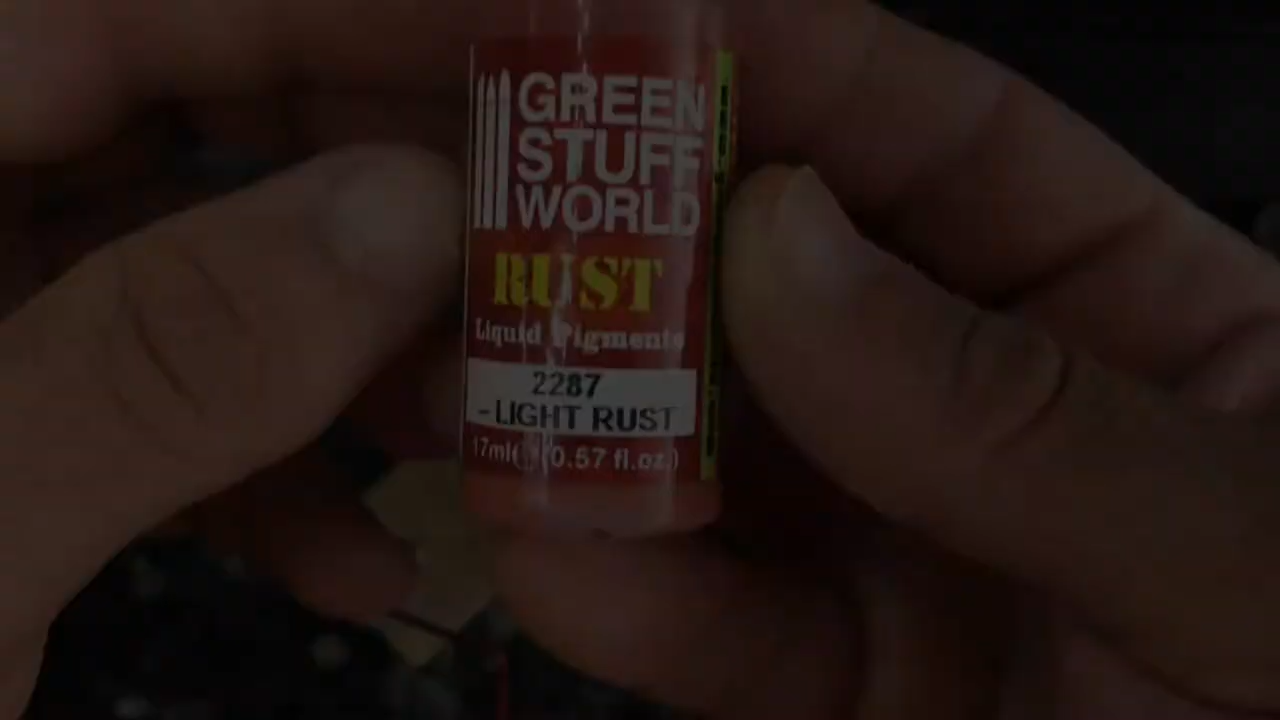 GREEN
STUFF
WORLD
RUST
Liquid Pigments
2287
-LIGHT RUST
17ml
(0.57 fl.oz.)